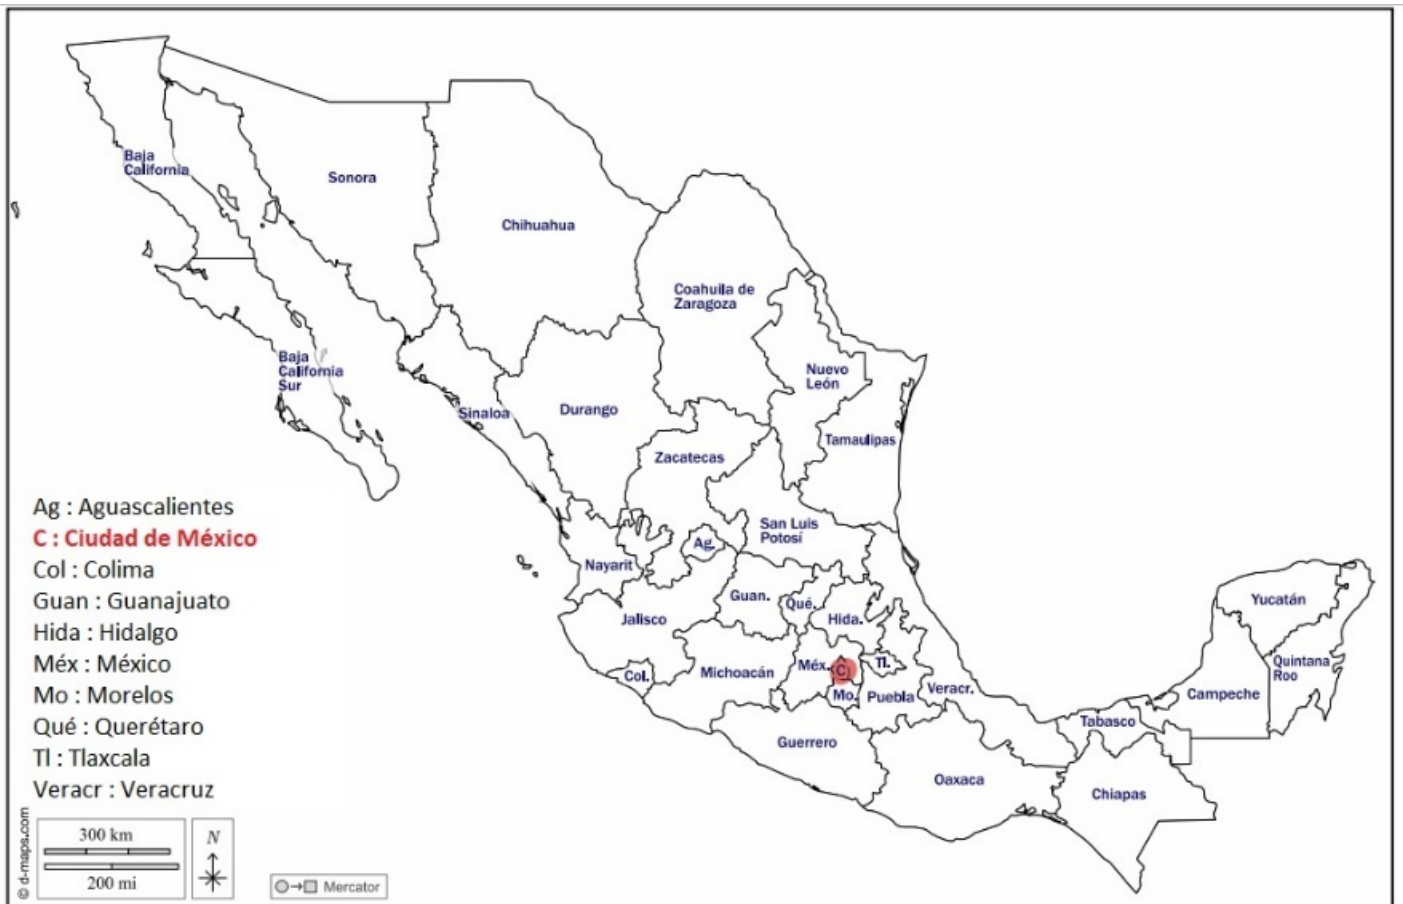 Baja
California
Sonora
Chihuahua
Coahuila de
Zaragoza
Baja
California
Sur
Nuevo
León
Sinaloa
Durango
Tamaulipas
Zacatecas
San Luis
Potosí
Ag.
Nayarit
Guan.
Qué.
Hida.
Jalisco
Yucatán
Méx.
C
Tl.
Col.
Michoacán
Mo.
Puebla
Veracr.
Quintana
Roo
Campeche
Tabasco
Guerrero
Oaxaca
Chiapas
Ag : Aguascalientes
C : Ciudad de México
Col : Colima
Guan : Guanajuato
Hida : Hidalgo
Méx : México
Mo : Morelos
Qué : Querétaro
Tl : Tlaxcala
Veracr : Veracruz
© d-maps.com
300 km
200 mi
N
Mercator